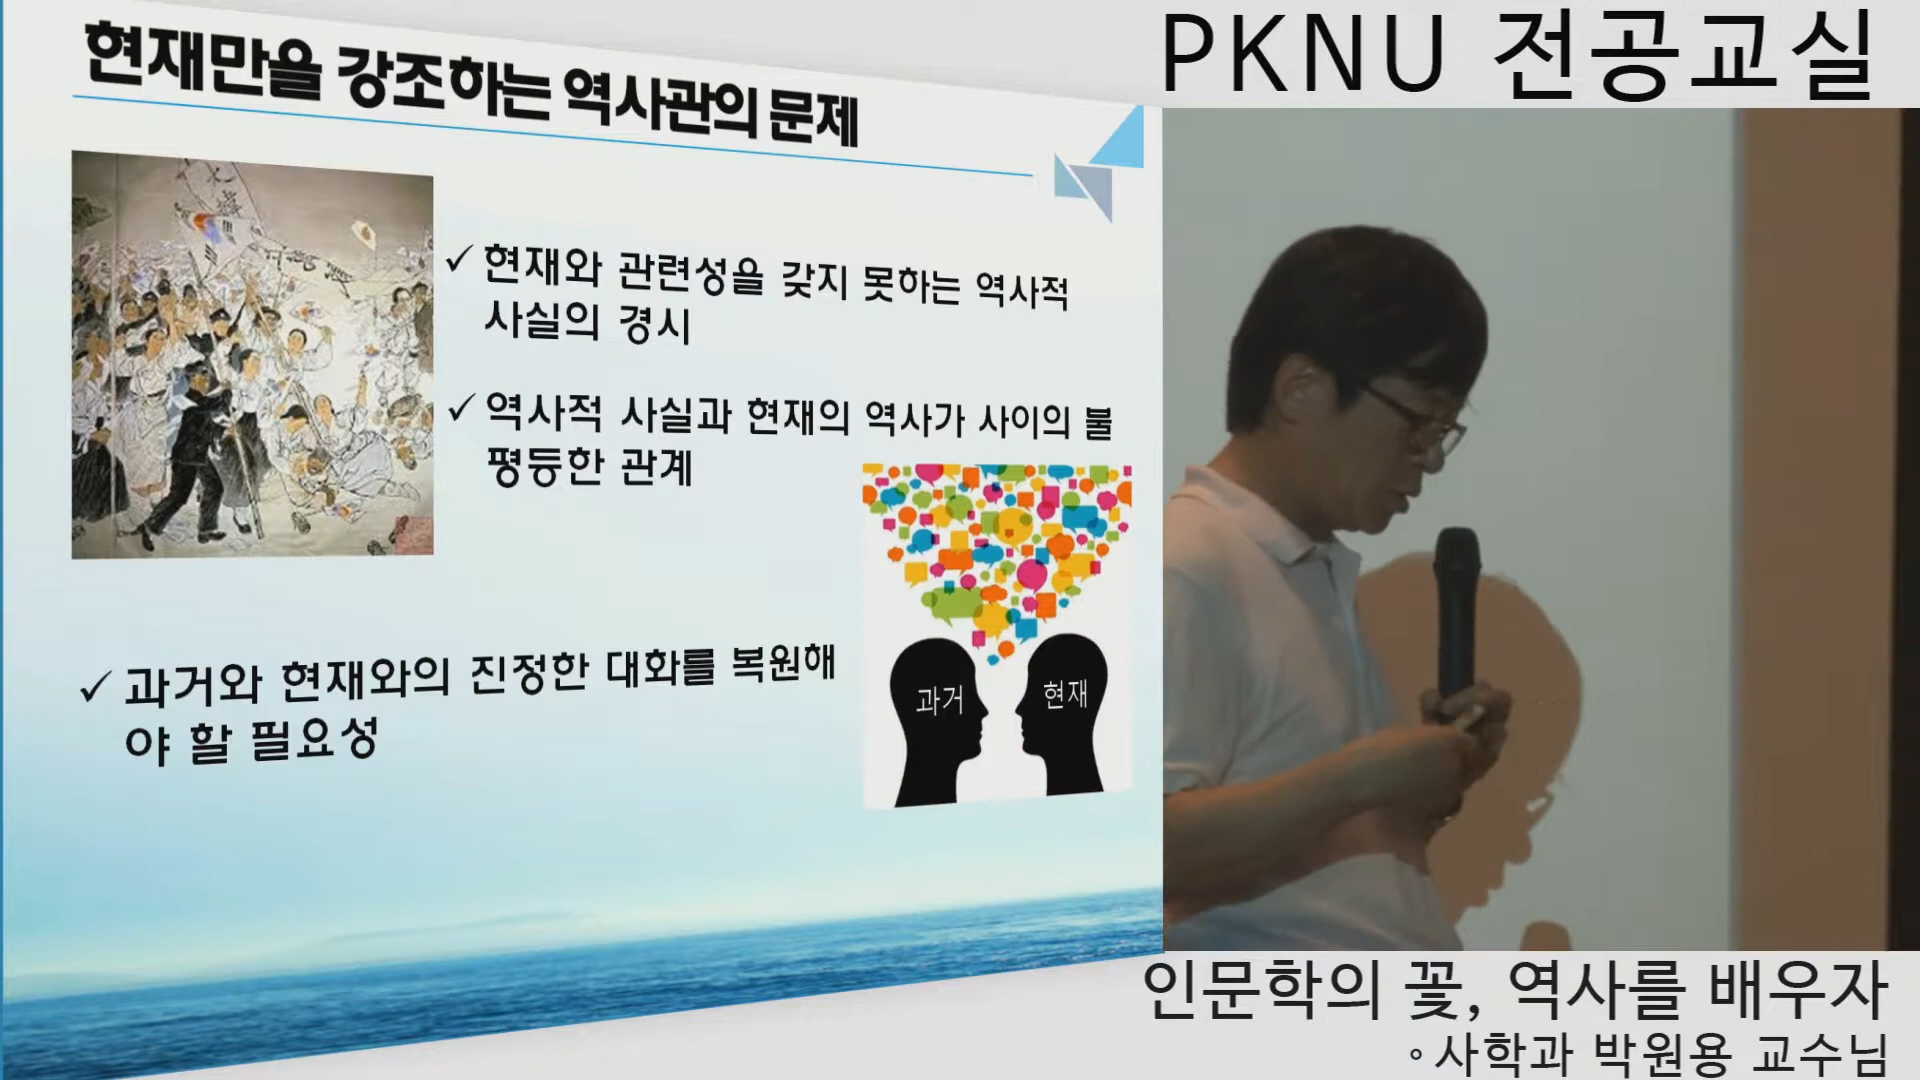 현재만을 강조하는 역사관의 문제
✓ 현재와 관련성을 갖지 못하는 역사적
사실의 경시
✓ 역사적 사실과 현재의 역사가 사이의 불
평등한 관계
✓ 과거와 현재와의 진정한 대화를 복원해
야 할 필요성
과거
현재
PKNU 전공교실
인문학의 꽃, 역사를 배우자
◦사학과 박원용 교수님